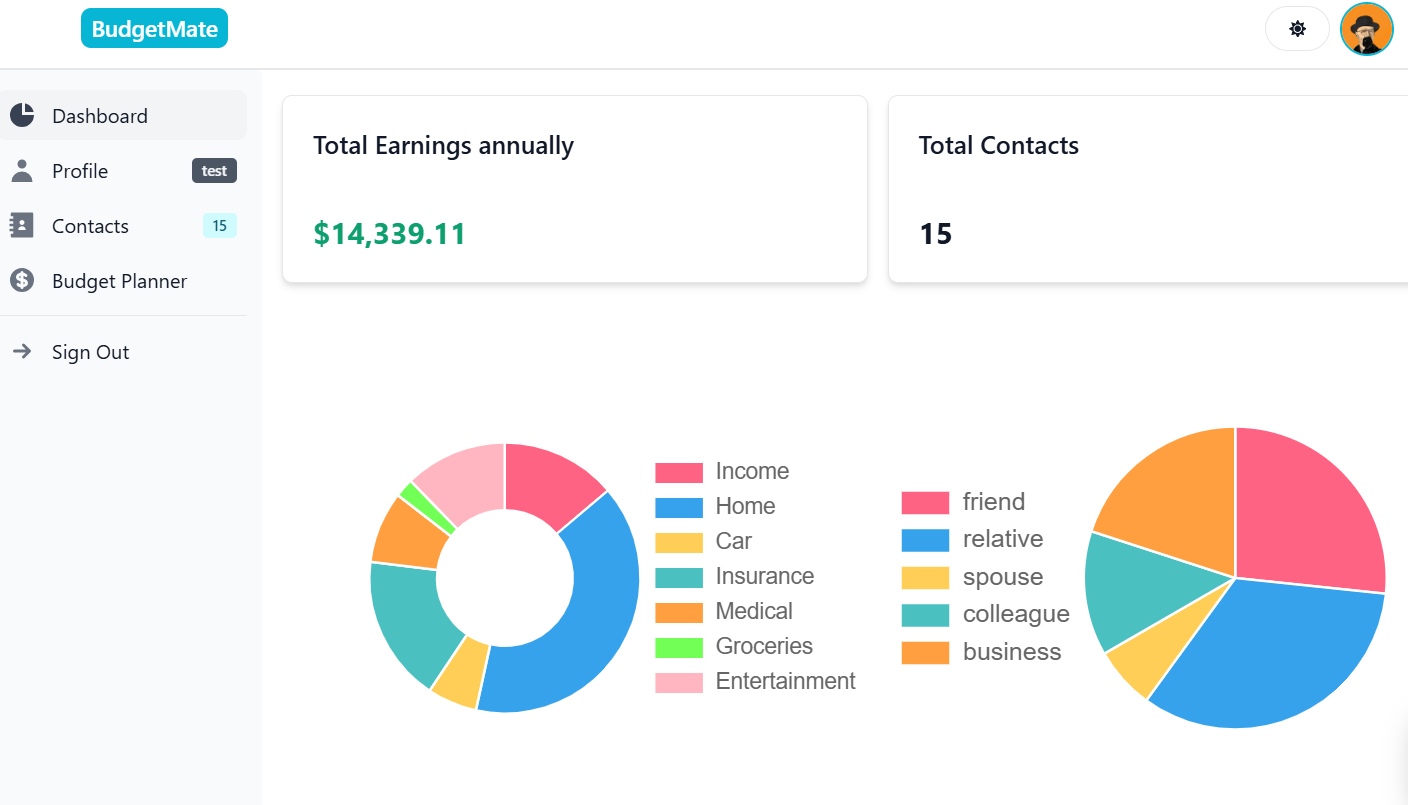 BudgetMate
Dashboard
Profile test
Contacts 15
Budget Planner
Sign Out
Total Earnings annually
$14,339.11
Total Contacts
15
Income
Home
Car
Insurance
Medical
Groceries
Entertainment
friend
relative
spouse
colleague
business